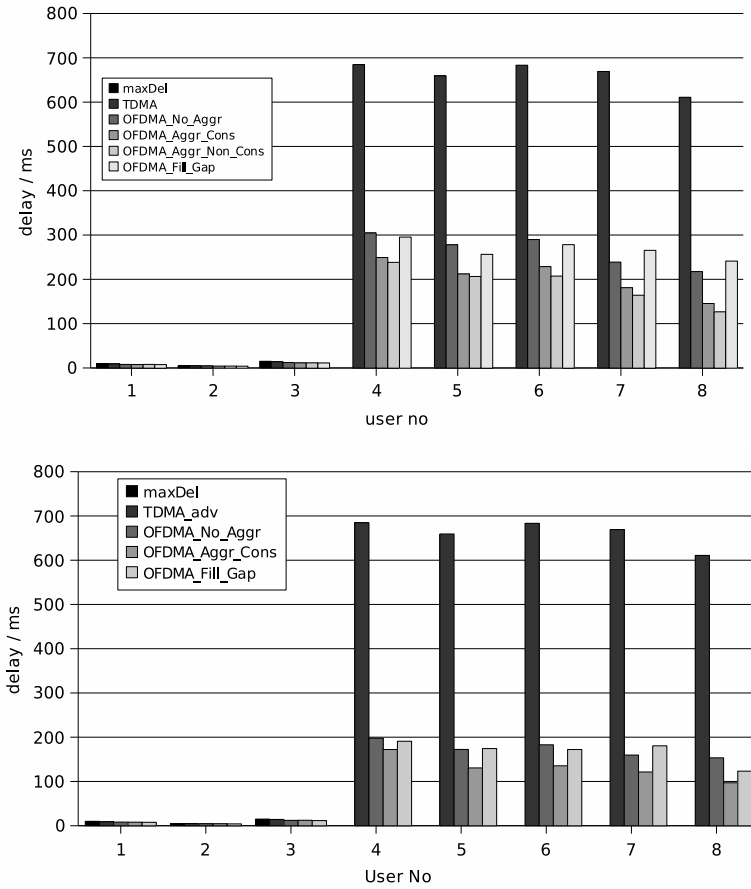 800
700
600
500
400
300
200
100
0
delay / ms
maxDel
TDMA
OFDMA_No_Aggr
OFDMA_Aggr_Cons
OFDMA_Aggr_Non_Cons
OFDMA_Fill_Gap
1 2 3 4 5 6 7 8
user no
800
700
600
500
400
300
200
100
0
delay / ms
maxDel
TDMA_adv
OFDMA_No_Aggr
OFDMA_Aggr_Cons
OFDMA_Fill_Gap
1 2 3 4 5 6 7 8
User No